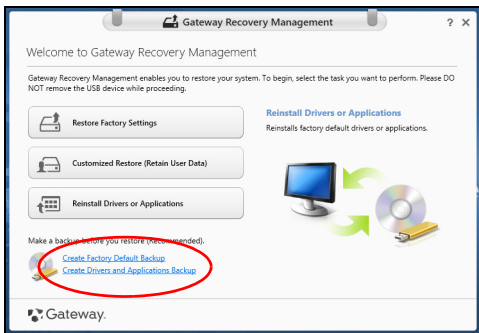 Gateway Recovery Management
? X
Welcome to Gateway Recovery Management
Gateway Recovery Management enables you to restore your system. To begin, select the task you want to perform. Please DO
NOT remove the USB device while proceeding.
Restore Factory Settings
Customized Restore (Retain User Data)
Reinstall Drivers or Applications
Reinstall Drivers or Applications
Reinstalls factory default drivers or applications.
Make a backup before you restore (Recommended).
Create Factory Default Backup
Create Drivers and Applications Backup
Gateway.